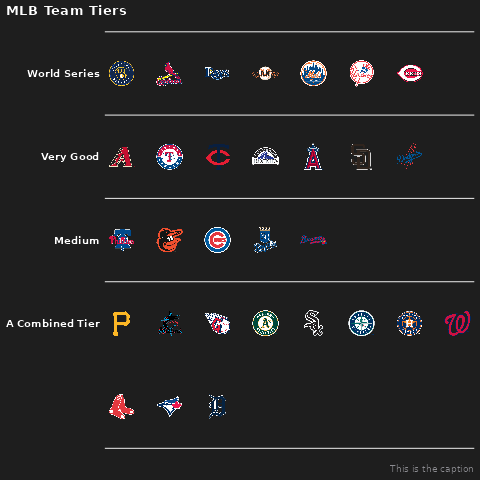 MLB Team Tiers
World Series
Very Good
Medium
A Combined Tier
This is the caption